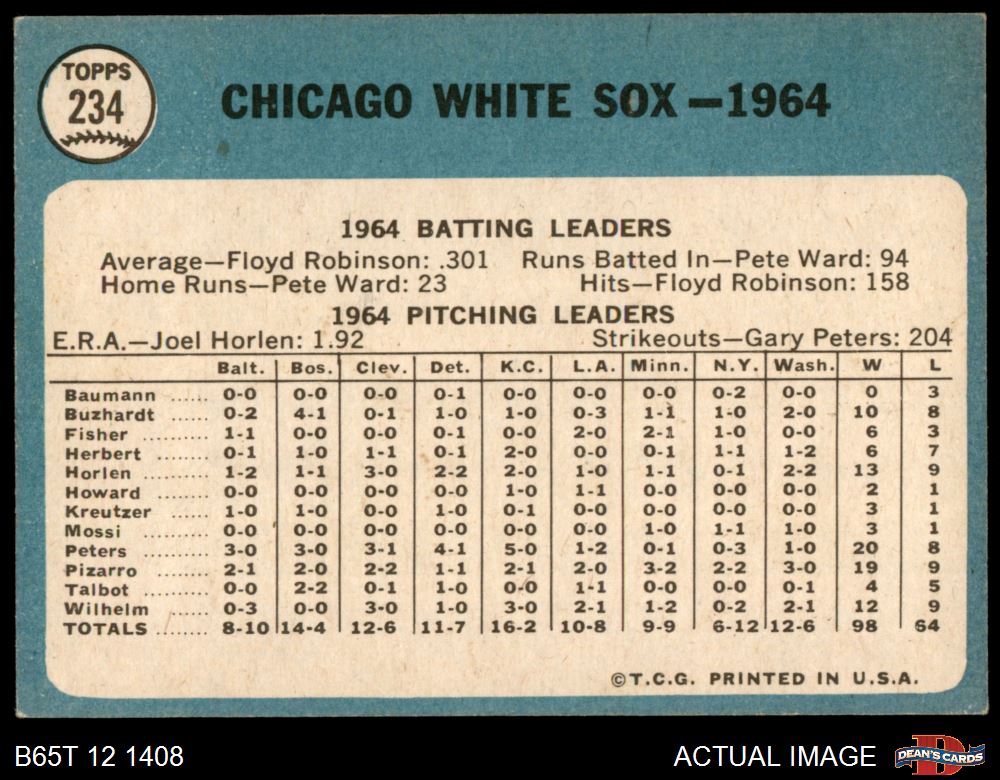 TOPPS
234
CHICAGO WHITE SOX—1964
1964 BATTING LEADERS
Average—Floyd Robinson: .301 Runs Batted In—Pete Ward: 94
Home Runs—Pete Ward: 23 Hits—Floyd Robinson: 158
1964 PITCHING LEADERS
E.R.A.—Joel Horlen: 1.92 Strikeouts—Gary Peters: 204
Balt. Bos. Clev. Det. K.C. L.A. Minn. N.Y. Wash. W L
Baumann ...... 0-0 0-0 0-0 0-1 0-0 0-0 0-0 0-2 0-0 0 3
Buzhardt ...... 0-2 4-1 0-1 1-0 1-0 0-3 1-1 1-0 2-0 10 8
Fisher .......... 1-1 0-0 0-0 0-1 0-0 2-0 2-1 1-0 0-0 6 3
Herbert ........ 0-1 1-0 1-1 0-1 2-0 0-0 0-1 1-1 1-2 6 7
Horlen .......... 1-2 1-1 3-0 2-2 2-0 1-0 1-1 0-1 2-2 13 9
Howard ........ 0-0 0-0 0-0 0-0 1-0 1-1 0-0 0-0 0-0 2 1
Kreutzer ...... 1-0 1-0 0-0 1-0 0-1 0-0 0-0 0-0 0-0 3 1
Mossi ............ 0-0 0-0 0-0 0-0 0-0 0-0 1-0 1-1 1-0 3 1
Peters .......... 3-0 3-0 3-1 4-1 5-0 1-2 0-1 0-3 1-0 20 8
Pizarro ........ 2-1 2-0 2-2 1-1 2-1 2-0 3-2 2-2 3-0 19 9
Talbot .......... 0-0 2-2 0-1 1-0 0-0 1-1 0-0 0-0 0-1 4 5
Wilhelm ........ 0-3 0-0 3-0 1-0 3-0 2-1 1-2 0-2 2-1 12 9
TOTALS ........ 8-10 14-4 12-6 11-7 16-2 10-8 9-9 6-12 12-6 98 64
©T.C.G. PRINTED IN U.S.A.
B65T 12 1408 ACTUAL IMAGE DEAN'S CARDS